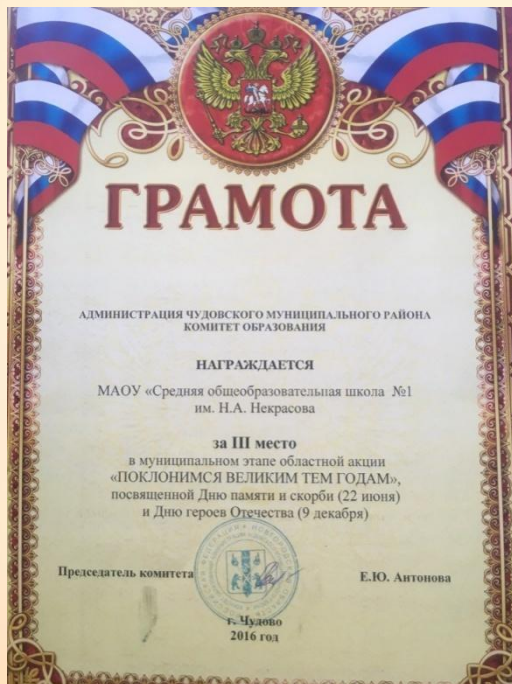 ГРАМОТА
АДМИНИСТРАЦИЯ ЧУДОВСКОГО МУНИЦИПАЛЬНОГО РАЙОНА
КОМИТЕТ ОБРАЗОВАНИЯ
НАГРАЖДАЕТСЯ
МАОУ «Средняя общеобразовательная школа №1
им. Н.А. Некрасова
за III место
в муниципальном этапе областной акции
«ПОКЛОНИМСЯ ВЕЛИКИМ ТЕМ ГОДАМ»,
посвященной Дню памяти и скорби (22 июня)
и Дню героев Отечества (9 декабря)
Председатель комитета Е.Ю. Антонова
г. Чудово
2016 год